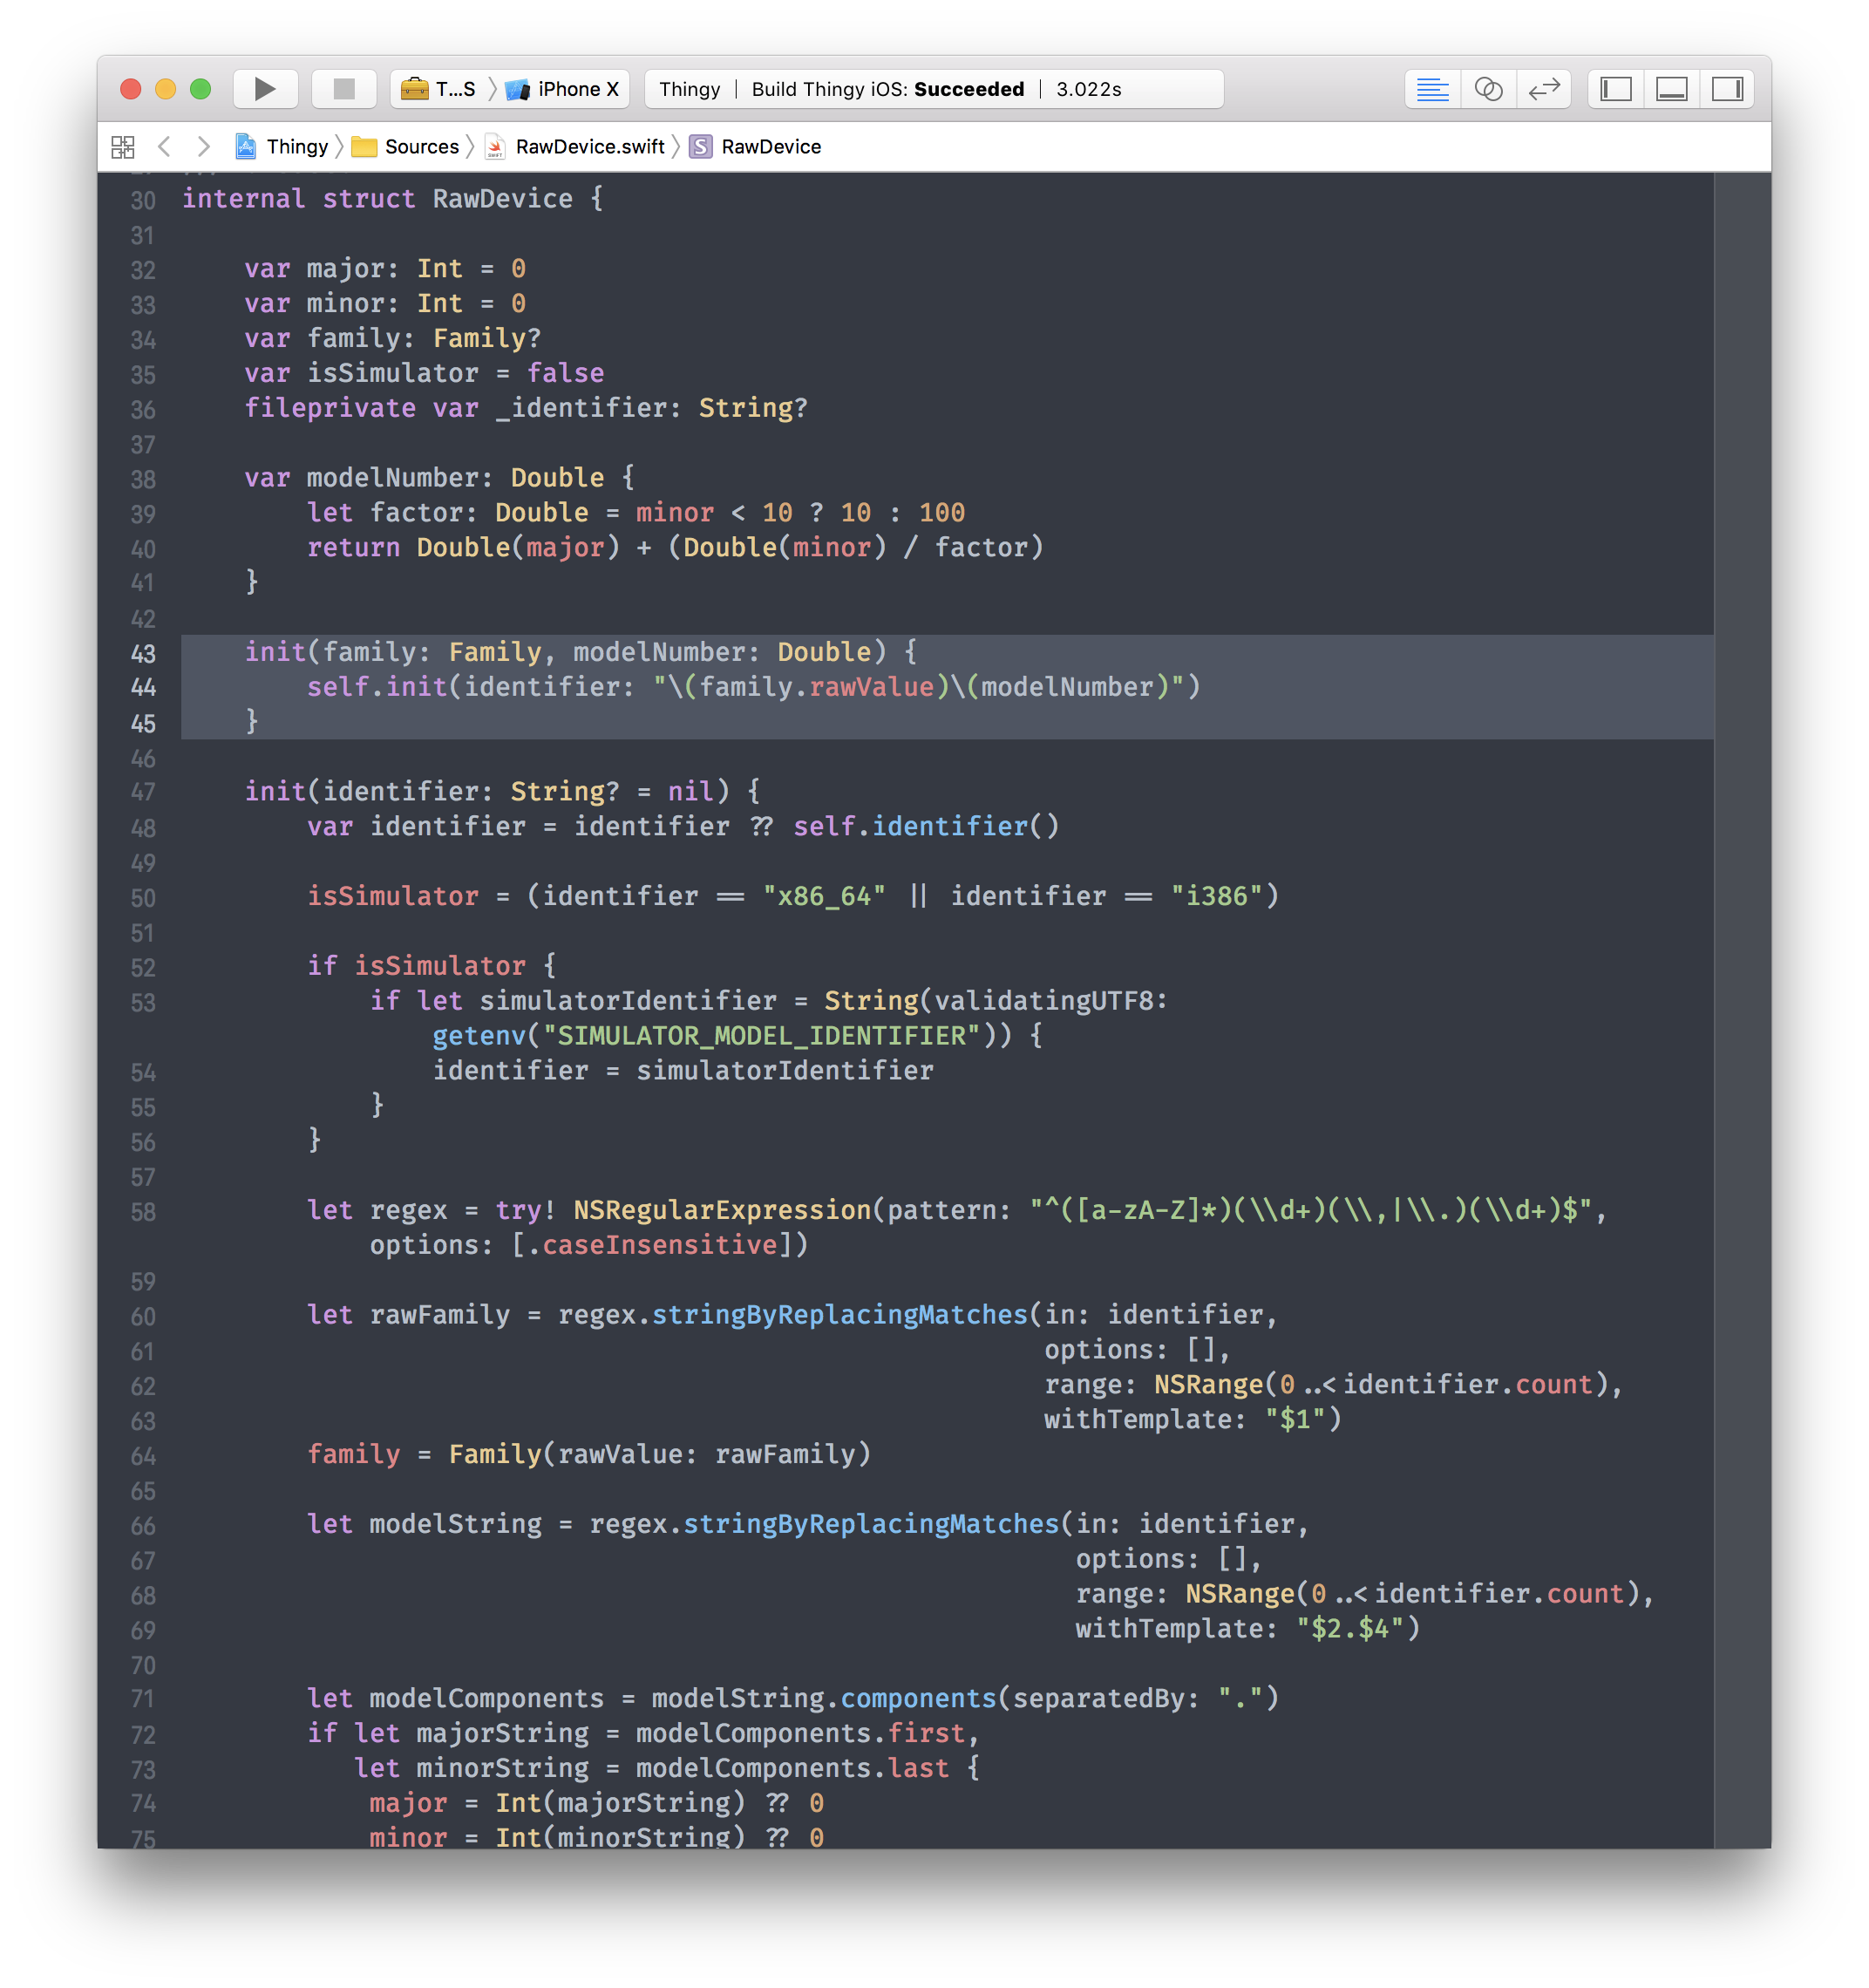 T...S iPhone X Thingy | Build Thingy iOS: Succeeded | 3.022s
Thingy Sources RawDevice.swift S RawDevice
30 internal struct RawDevice {
31
32     var major: Int = 0
33     var minor: Int = 0
34     var family: Family?
35     var isSimulator = false
36     fileprivate var _identifier: String?
37
38     var modelNumber: Double {
39         let factor: Double = minor < 10 ? 10 : 100
40         return Double(major) + (Double(minor) / factor)
41     }
42
43     init(family: Family, modelNumber: Double) {
44         self.init(identifier: "\(family.rawValue)\(modelNumber)")
45     }
46
47     init(identifier: String? = nil) {
48         var identifier = identifier ?? self.identifier()
49
50         isSimulator = (identifier == "x86_64" || identifier == "i386")
51
52         if isSimulator {
53             if let simulatorIdentifier = String(validatingUTF8:
                getenv("SIMULATOR_MODEL_IDENTIFIER")) {
54                 identifier = simulatorIdentifier
55             }
56         }
57
58         let regex = try! NSRegularExpression(pattern: "^([a-zA-Z]*)(\\d+)(\\,|\\.)(\\d+)$",
            options: [.caseInsensitive])
59
60         let rawFamily = regex.stringByReplacingMatches(in: identifier,
61                                                        options: [],
62                                                        range: NSRange(0..<identifier.count),
63                                                        withTemplate: "$1")
64         family = Family(rawValue: rawFamily)
65
66         let modelString = regex.stringByReplacingMatches(in: identifier,
67                                                          options: [],
68                                                          range: NSRange(0..<identifier.count),
69                                                          withTemplate: "$2.$4")
70
71         let modelComponents = modelString.components(separatedBy: ".")
72         if let majorString = modelComponents.first,
73            let minorString = modelComponents.last {
74             major = Int(majorString) ?? 0
75             minor = Int(minorString) ?? 0